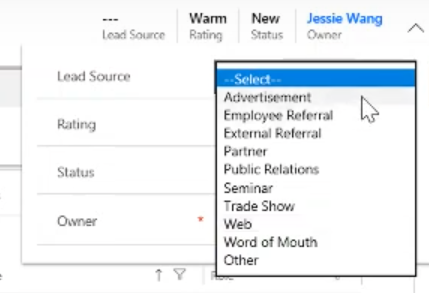 --- Warm New Jessie Wang
Lead Source Rating Status Owner
Lead Source
--Select--
Advertisement
Employee Referral
External Referral
Partner
Public Relations
Seminar
Trade Show
Web
Word of Mouth
Other
Rating
Status
Owner *